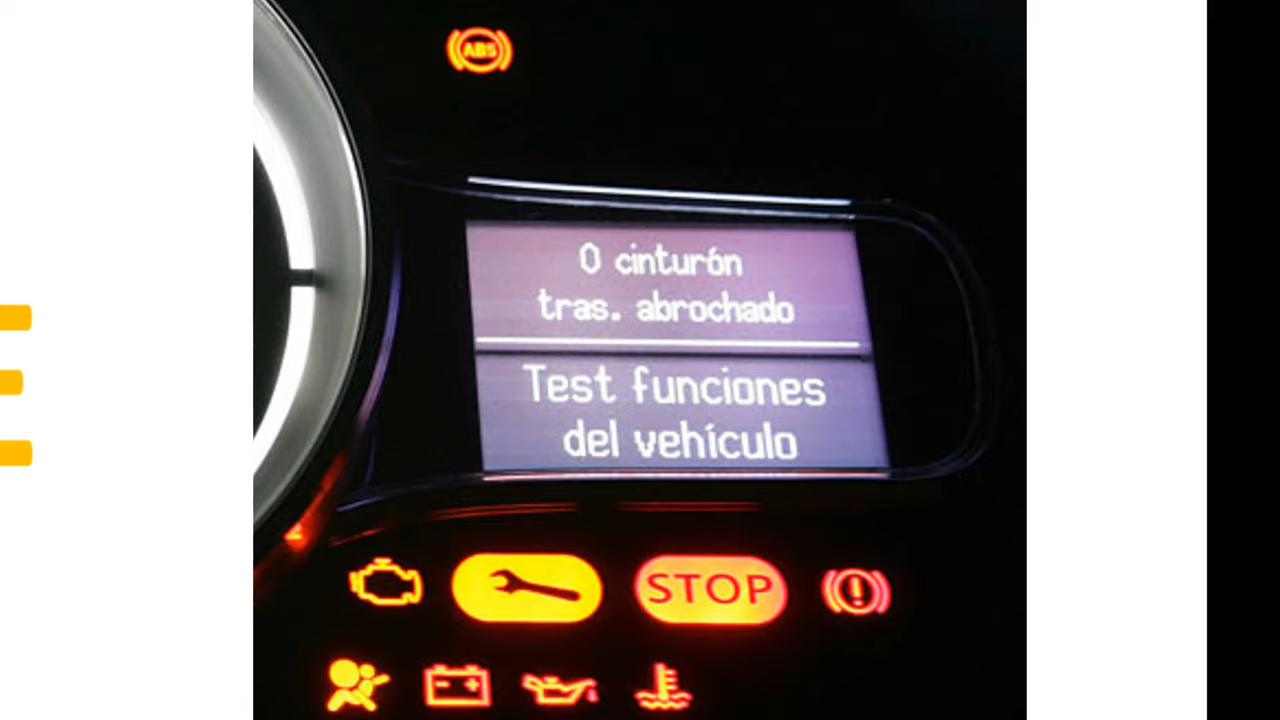 ABS
0 cinturón
tras. abrochado
Test funciones
del vehículo
STOP